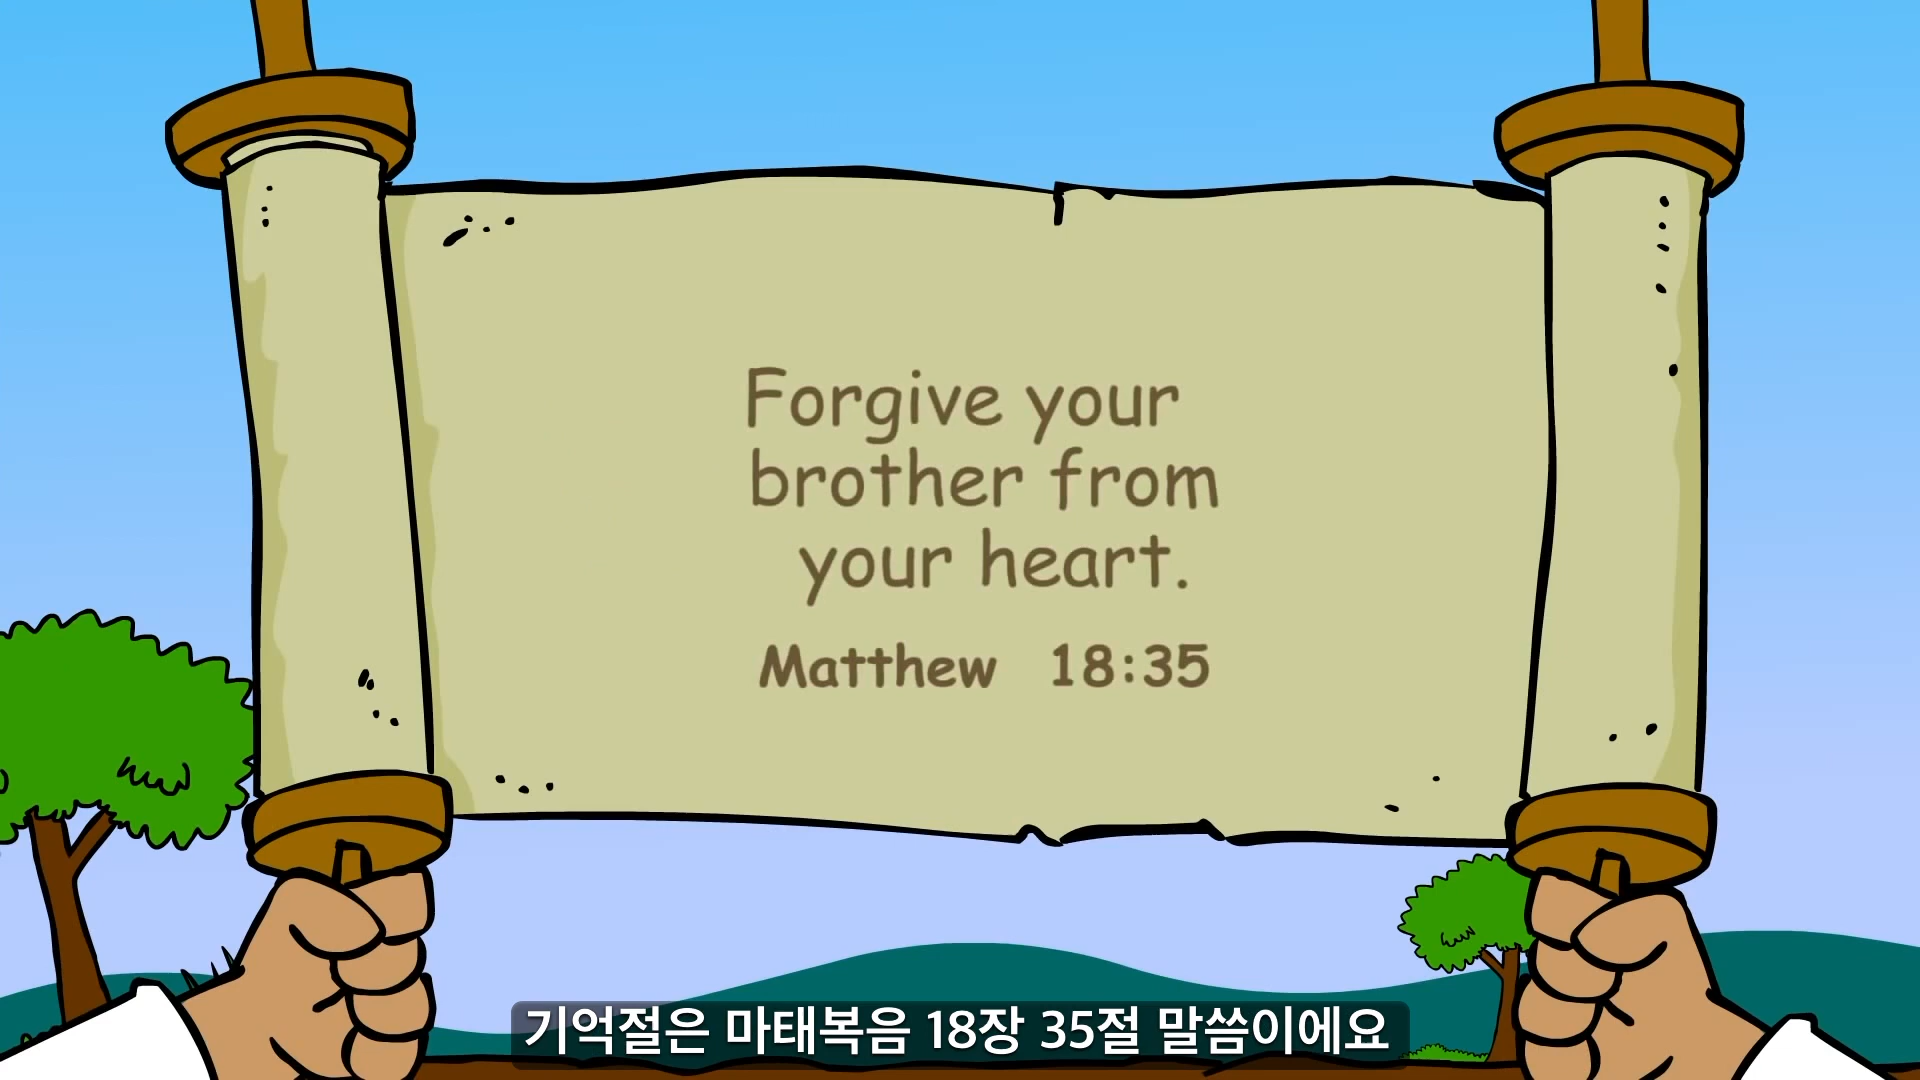 Forgive your
brother from
your heart.
Matthew 18:35
기억절은 마태복음 18장 35절 말씀이에요